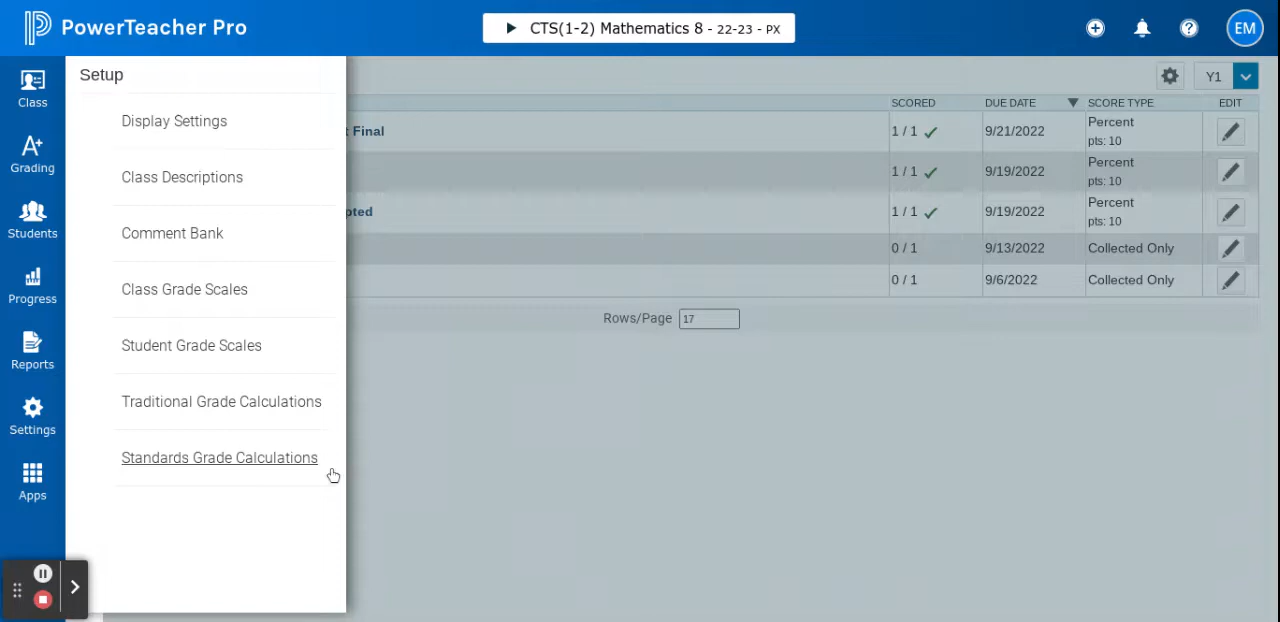 PowerTeacher Pro
CTS(1-2) Mathematics 8 - 22-23 - PX
EM
Class
Grading
Students
Progress
Reports
Settings
Apps
Setup
Display Settings
Class Descriptions
Comment Bank
Class Grade Scales
Student Grade Scales
Traditional Grade Calculations
Standards Grade Calculations
Y1
SCORED DUE DATE SCORE TYPE EDIT
t Final 1 / 1 9/21/2022 Percent
pts: 10
1 / 1 9/19/2022 Percent
pts: 10
pted 1 / 1 9/19/2022 Percent
pts: 10
0 / 1 9/13/2022 Collected Only
0 / 1 9/6/2022 Collected Only
Rows/Page 17